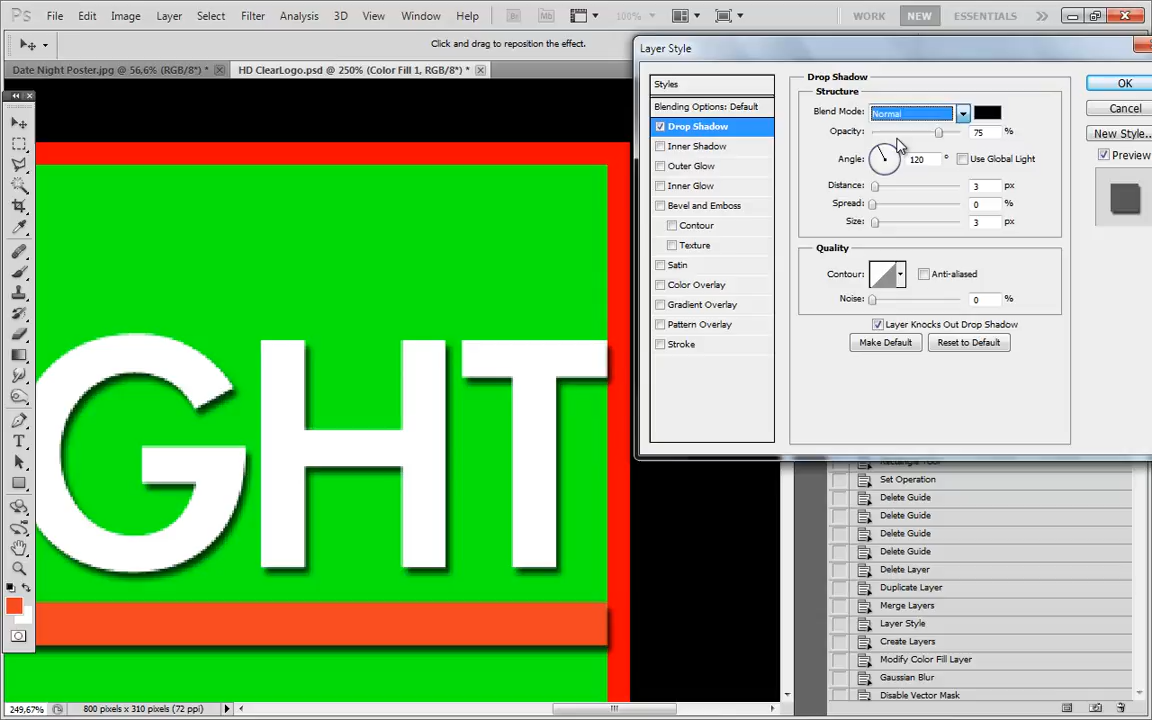 PS File Edit Image Layer Select Filter Analysis 3D View Window Help Br Mb 100% WORK NEW ESSENTIALS
Click and drag to reposition the effect.
Date Night Poster.jpg @ 56,6% (RGB/8*) * HD ClearLogo.psd @ 250% (Color Fill 1, RGB/8*) *
Layer Style
Styles
Blending Options: Default
Drop Shadow
Inner Shadow
Outer Glow
Inner Glow
Bevel and Emboss
Contour
Texture
Satin
Color Overlay
Gradient Overlay
Pattern Overlay
Stroke
Drop Shadow
Structure
Blend Mode: Normal
Opacity: 75 %
Angle: 120 ° Use Global Light
Distance: 3 px
Spread: 0 %
Size: 3 px
Quality
Contour: Anti-aliased
Noise: 0 %
Layer Knocks Out Drop Shadow
Make Default Reset to Default
OK
Cancel
New Style...
Preview
GHT
Rectangle Tool
Set Operation
Delete Guide
Delete Guide
Delete Guide
Delete Guide
Delete Layer
Duplicate Layer
Merge Layers
Layer Style
Create Layers
Modify Color Fill Layer
Gaussian Blur
Disable Vector Mask
249,67% 800 pixels x 310 pixels (72 ppi)